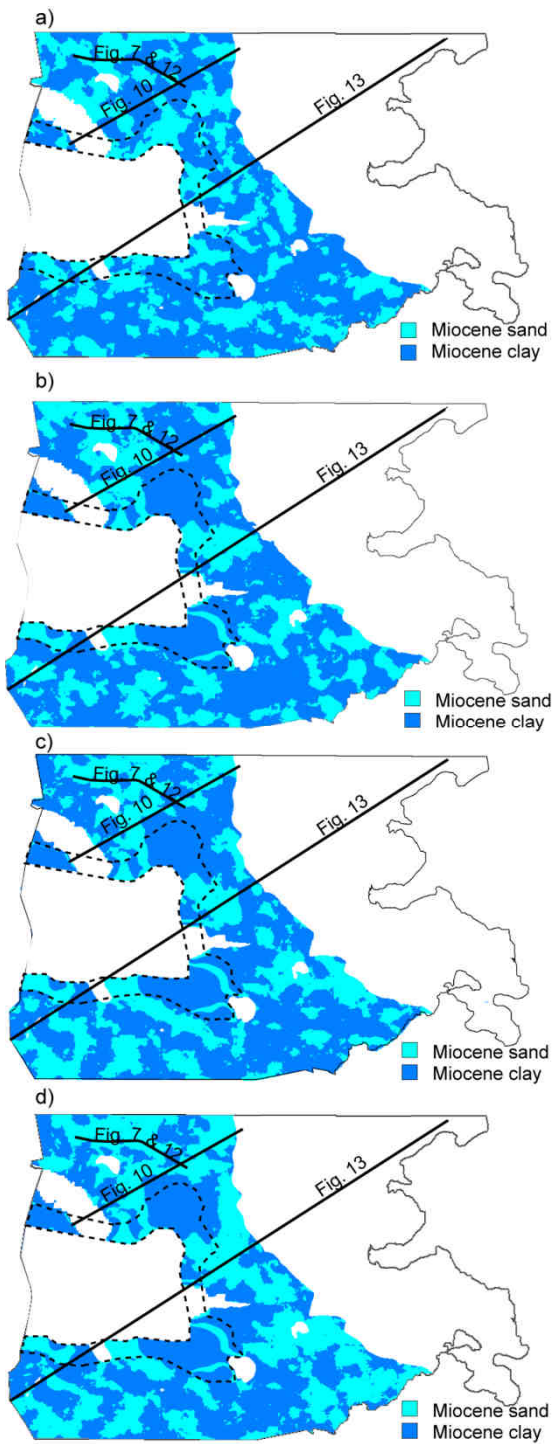 a)
Fig. 7 & 12
Fig. 10
Fig. 13
Miocene sand
Miocene clay
b)
Fig. 7 & 12
Fig. 10
Fig. 13
Miocene sand
Miocene clay
c)
Fig. 7 & 12
Fig. 10
Fig. 13
Miocene sand
Miocene clay
d)
Fig. 7 & 12
Fig. 10
Fig. 13
Miocene sand
Miocene clay